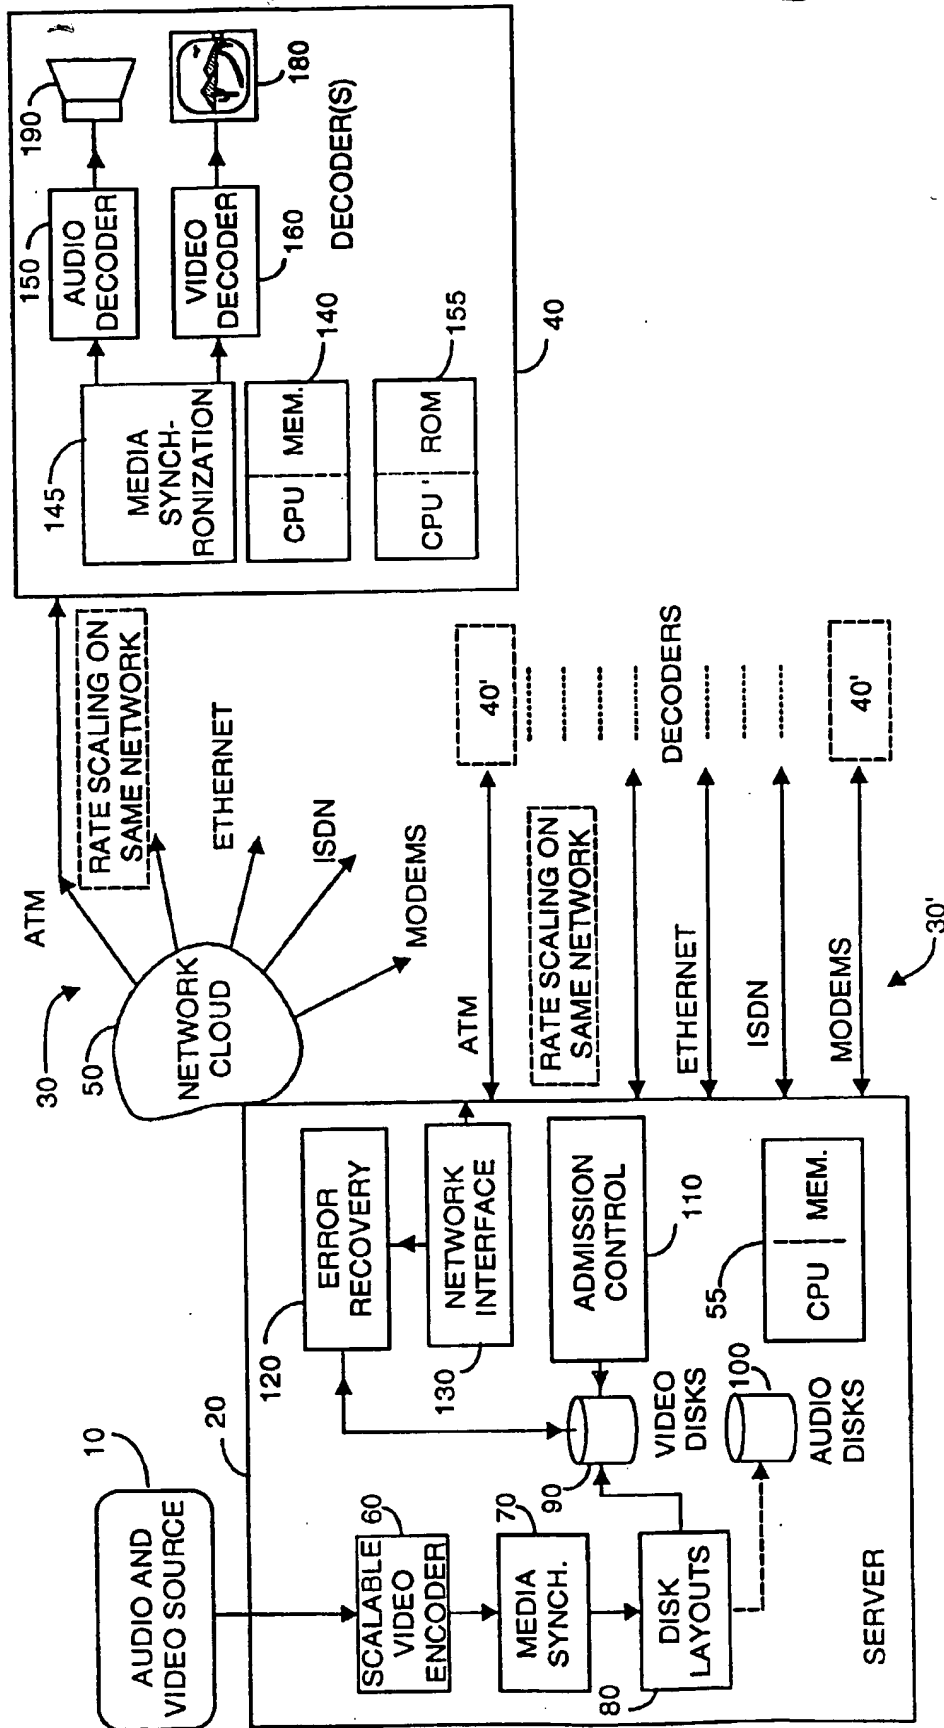 10
AUDIO AND
VIDEO SOURCE
20
SCALABLE
VIDEO
ENCODER
60
MEDIA
SYNCH.
70
DISK
LAYOUTS
80
SERVER
120
ERROR
RECOVERY
NETWORK
INTERFACE
130
90
VIDEO
DISKS
100
AUDIO
DISKS
ADMISSION
CONTROL
110
55
CPU
MEM.
30
50
NETWORK
CLOUD
ATM
RATE SCALING ON
SAME NETWORK
ETHERNET
ISDN
MODEMS
ATM
RATE SCALING ON
SAME NETWORK
ETHERNET
ISDN
MODEMS
30'
40'
DECODERS
40'
145
MEDIA
SYNCH-
RONIZATION
150
AUDIO
DECODER
190
VIDEO
DECODER
160
180
DECODER(S)
CPU
MEM.
140
CPU '
ROM
155
40